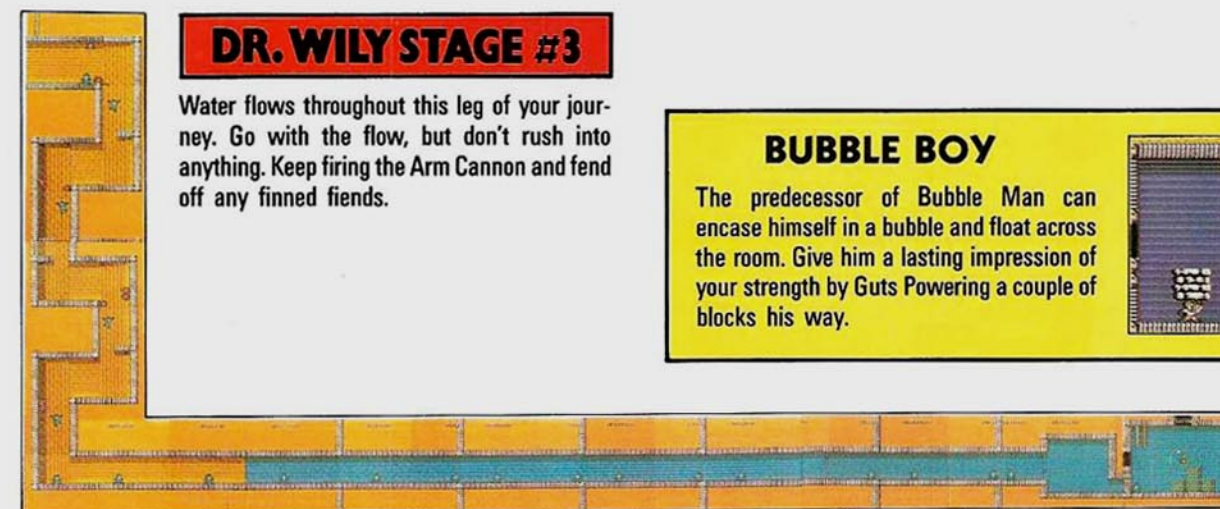 DR. WILY STAGE #3
Water flows throughout this leg of your jour-
ney. Go with the flow, but don't rush into
anything. Keep firing the Arm Cannon and fend
off any finned fiends.
BUBBLE BOY
The predecessor of Bubble Man can
encase himself in a bubble and float across
the room. Give him a lasting impression of
your strength by Guts Powering a couple of
blocks his way.